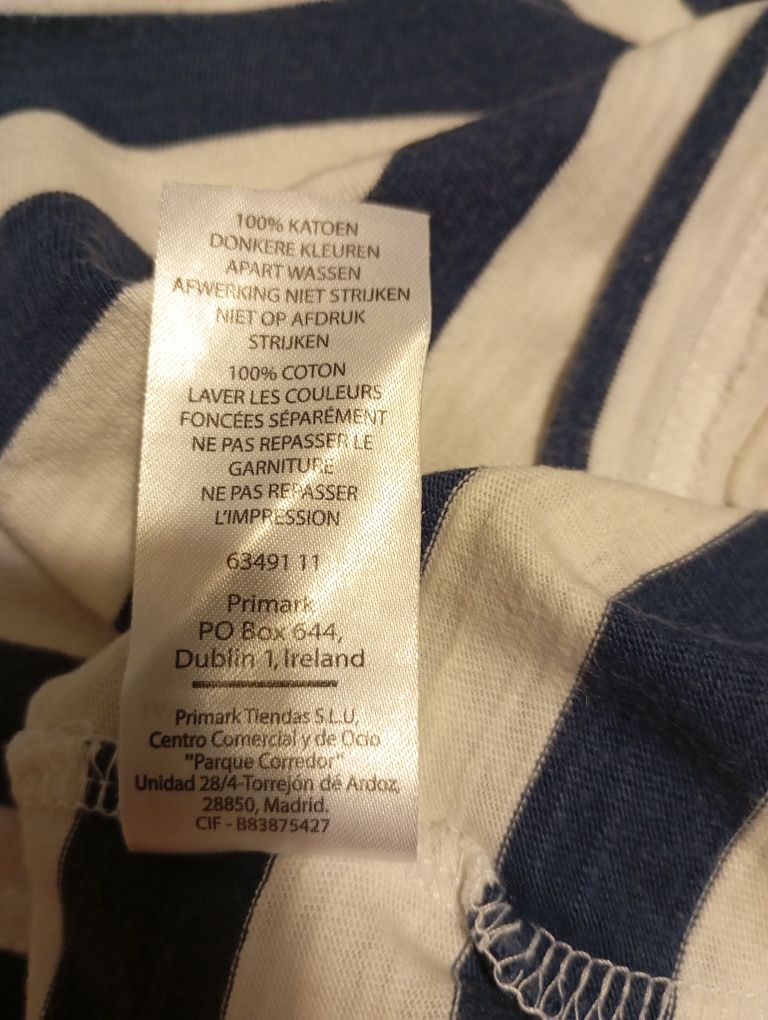 100% KATOEN
DONKERE KLEUREN
APART WASSEN
AFWERKING NIET STRIJKEN
NIET OP AFDRUK
STRIJKEN
100% COTON
LAVER LES COULEURS
FONCÉES SÉPARÉMENT
NE PAS REPASSER LE
GARNITURE
NE PAS REPASSER
L'IMPRESSION
63491 11
Primark
PO Box 644,
Dublin 1, Ireland
Primark Tiendas S.L.U,
Centro Comercial y de Ocio
"Parque Corredor"
Unidad 28/4-Torrejón dé Ardoz,
28850, Madrid.
CIF - B83875427